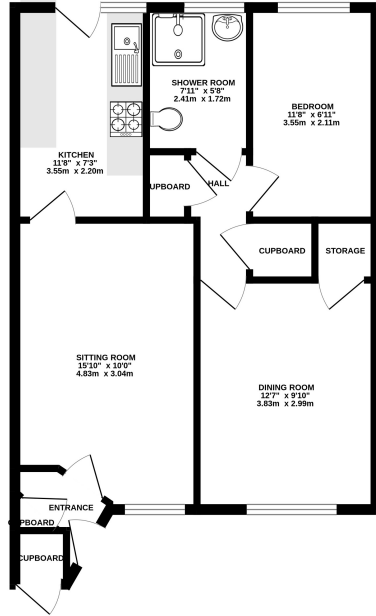 SHOWER ROOM
7'11" x 5'8"
2.41m x 1.72m
BEDROOM
11'8" x 6'11"
3.55m x 2.11m
KITCHEN
11'8" x 7'3"
3.55m x 2.20m
UPBOARD
HALL
CUPBOARD
STORAGE
SITTING ROOM
15'10" x 10'0"
4.83m x 3.04m
DINING ROOM
12'7" x 9'10"
3.83m x 2.99m
ENTRANCE
CUPBOARD
CUPBOARD